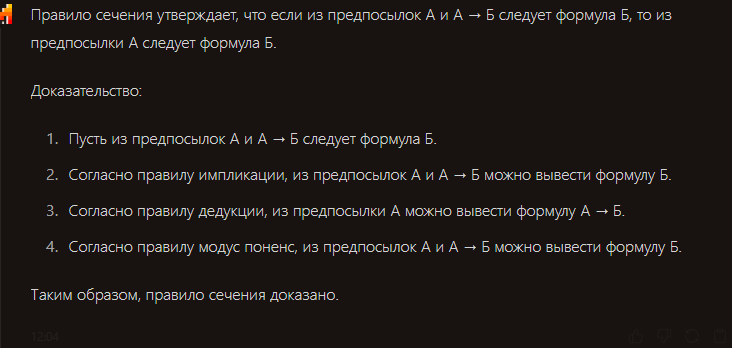 Правило сечения утверждает, что если из предпосылок А и А → Б следует формула Б, то из
предпосылки А следует формула Б.
Доказательство:
1. Пусть из предпосылок А и А → Б следует формула Б.
2. Согласно правилу импликации, из предпосылок А и А → Б можно вывести формулу Б.
3. Согласно правилу дедукции, из предпосылки А можно вывести формулу А → Б.
4. Согласно правилу модус поненс, из предпосылок А и А → Б можно вывести формулу Б.
Таким образом, правило сечения доказано.
12:04